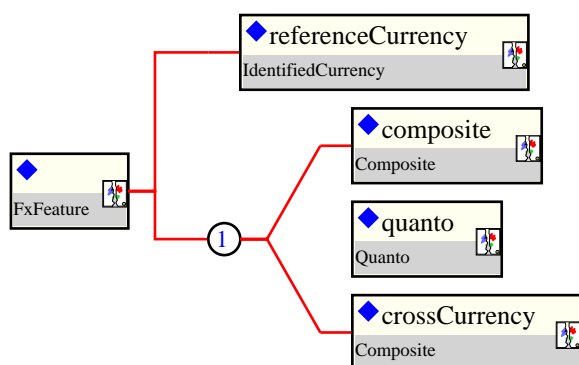 referenceCurrency
IdentifiedCurrency
composite
Composite
FxFeature
1
quanto
Quanto
crossCurrency
Composite